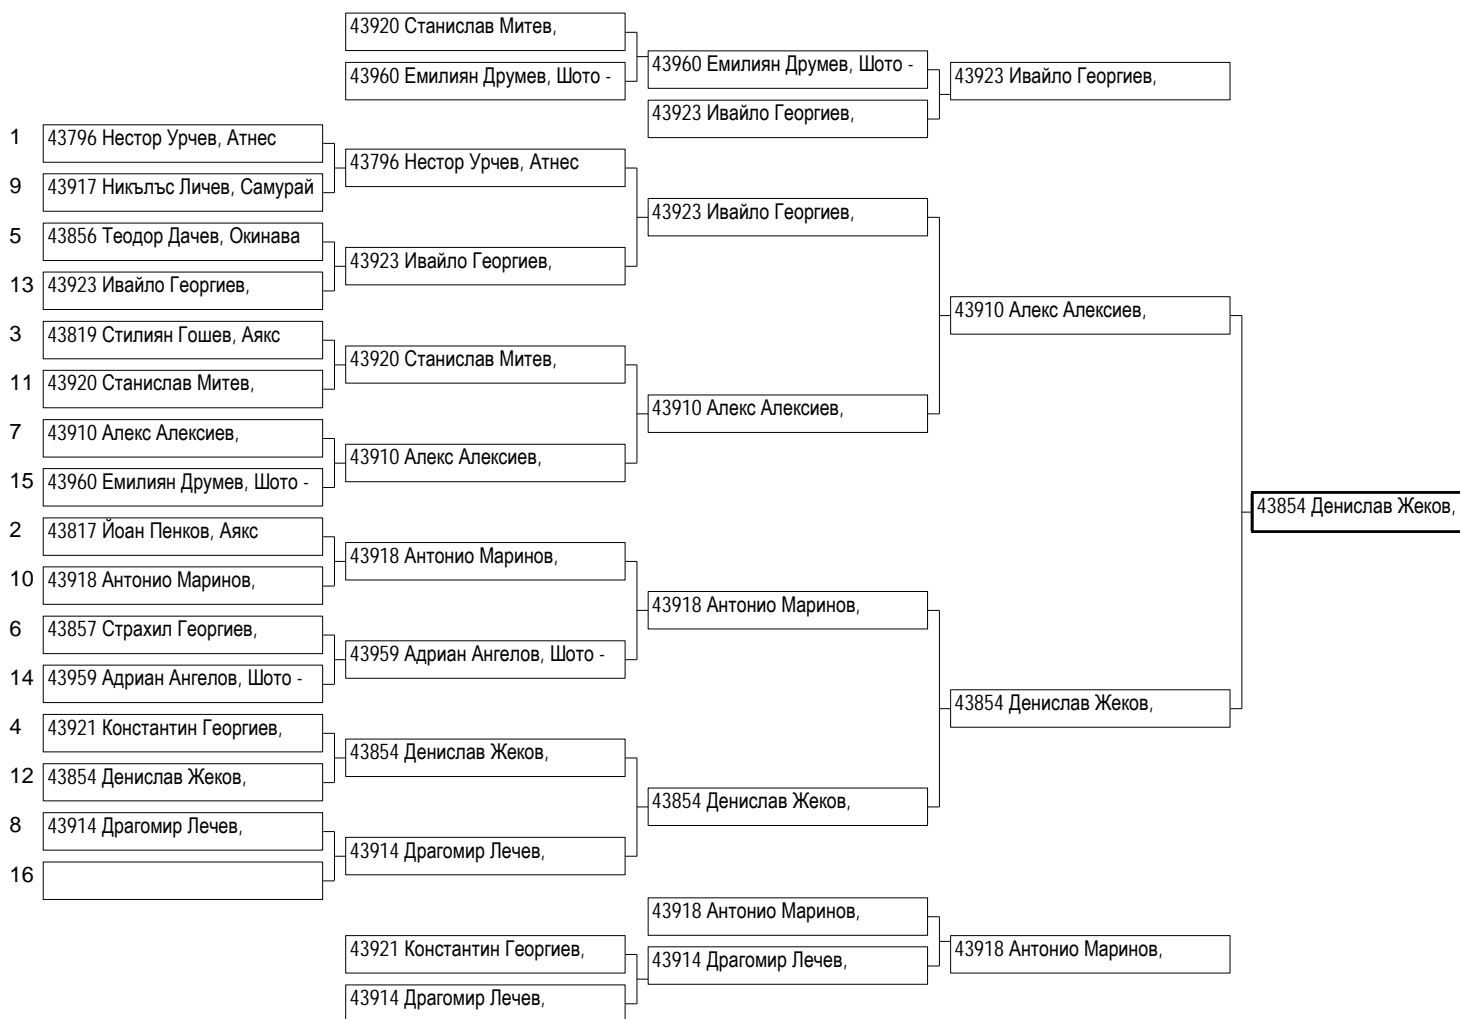 43920 Станислав Митев,
43960 Емилиян Друмев, Шото -
43960 Емилиян Друмев, Шото -
43923 Ивайло Георгиев,
43923 Ивайло Георгиев,
1 43796 Нестор Урчев, Атнес
9 43917 Никълъс Личев, Самурай
5 43856 Теодор Дачев, Окинава
13 43923 Ивайло Георгиев,
3 43819 Стилиян Гошев, Аякс
11 43920 Станислав Митев,
7 43910 Алекс Алексиев,
15 43960 Емилиян Друмев, Шото -
2 43817 Йоан Пенков, Аякс
10 43918 Антонио Маринов,
6 43857 Страхил Георгиев,
14 43959 Адриан Ангелов, Шото -
4 43921 Константин Георгиев,
12 43854 Денислав Жеков,
8 43914 Драгомир Лечев,
16
43796 Нестор Урчев, Атнес
43923 Ивайло Георгиев,
43920 Станислав Митев,
43910 Алекс Алексиев,
43918 Антонио Маринов,
43959 Адриан Ангелов, Шото -
43854 Денислав Жеков,
43914 Драгомир Лечев,
43923 Ивайло Георгиев,
43910 Алекс Алексиев,
43918 Антонио Маринов,
43854 Денислав Жеков,
43910 Алекс Алексиев,
43854 Денислав Жеков,
43854 Денислав Жеков,
43921 Константин Георгиев,
43914 Драгомир Лечев,
43918 Антонио Маринов,
43914 Драгомир Лечев,
43918 Антонио Маринов,